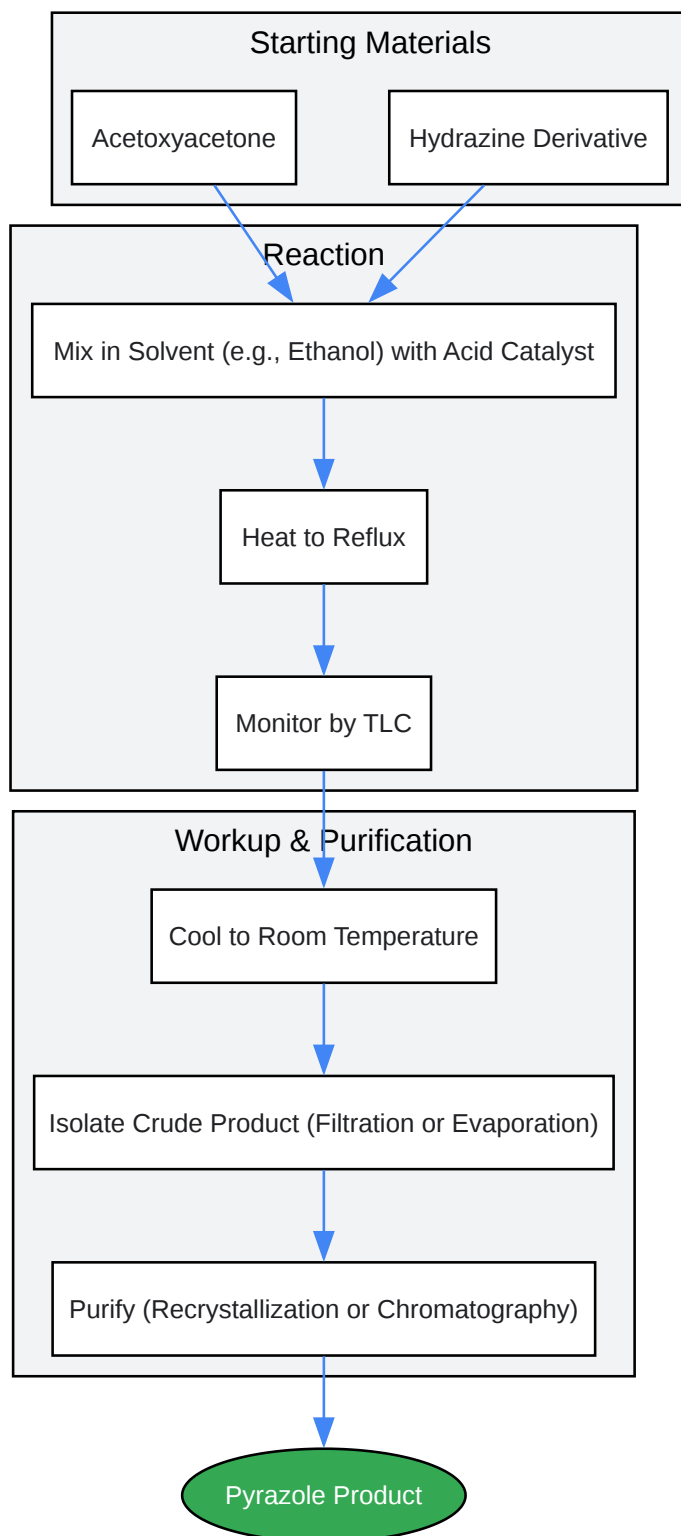 Starting Materials
Acetoxyacetone
Hydrazine Derivative
Reaction
Mix in Solvent (e.g., Ethanol) with Acid Catalyst
Heat to Reflux
Monitor by TLC
Workup & Purification
Cool to Room Temperature
Isolate Crude Product (Filtration or Evaporation)
Purify (Recrystallization or Chromatography)
Pyrazole Product